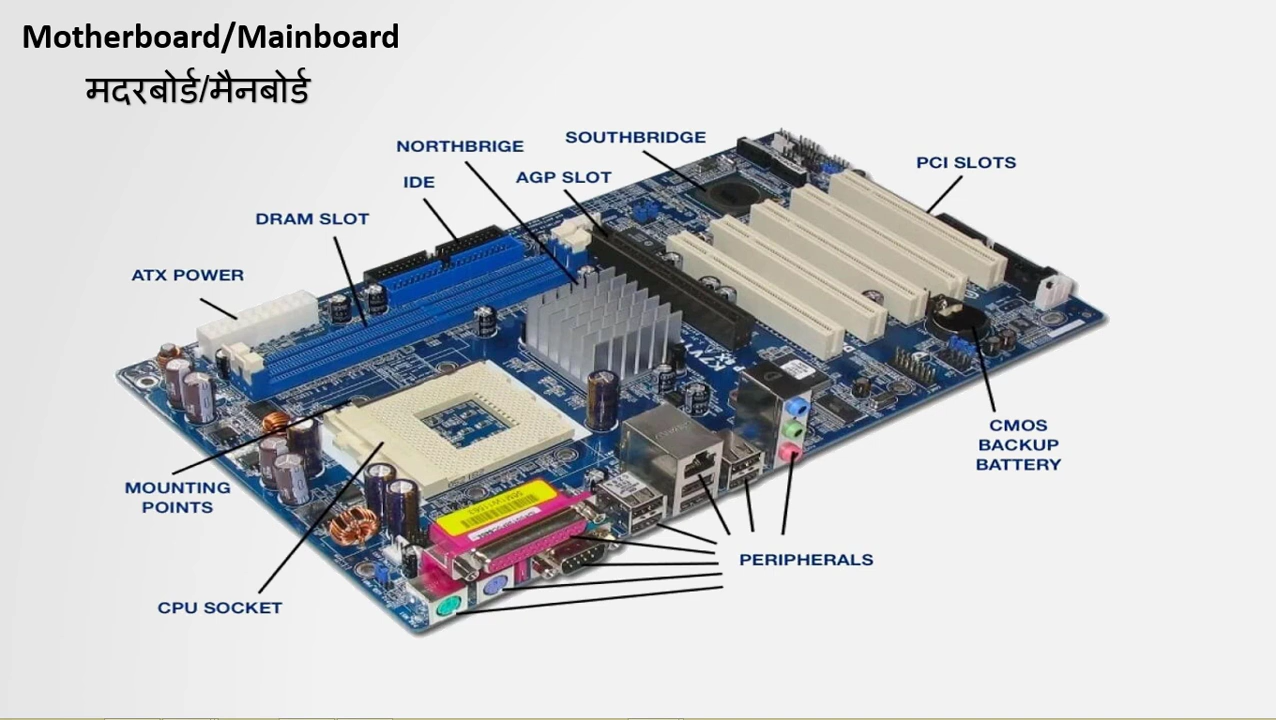 Motherboard/Mainboard
मदरबोर्ड/मैनबोर्ड
SOUTHBRIDGE
NORTHBRIGE
PCI SLOTS
AGP SLOT
IDE
DRAM SLOT
ATX POWER
CMOS
BACKUP
BATTERY
MOUNTING
POINTS
PERIPHERALS
CPU SOCKET